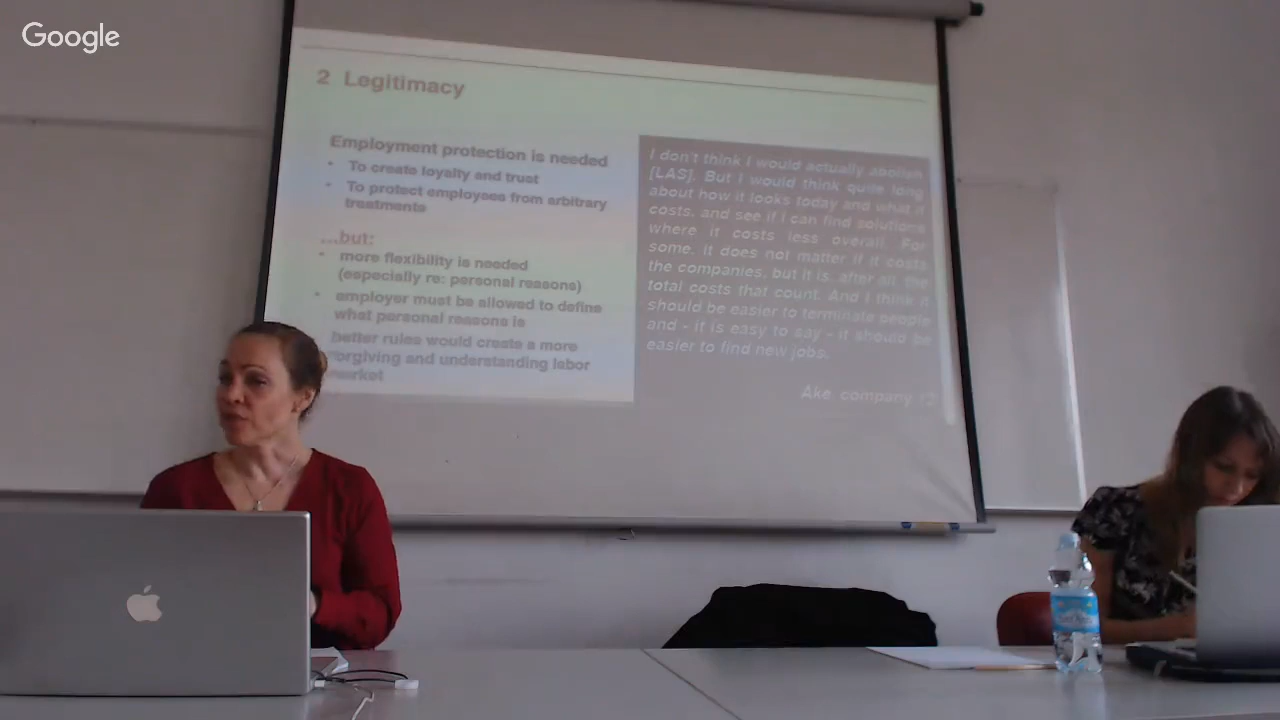 Google
2 Legitimacy
Employment protection is needed
• To create loyalty and trust
• To protect employees from arbitrary
treatments
...but:
• more flexibility is needed
(especially re: personal reasons)
• employer must be allowed to define
what personal reasons is
better rules would create a more
forgiving and understanding labor
market
I don't think I would actually abolish
[LAS]. But I would think quite long
about how it looks today and what it
costs, and see if I can find solutions
where it costs less overall. For
some, it does not matter if it costs
the companies, but it is, after all, the
total costs that count. And I think it
should be easier to terminate people
and - it is easy to say - it should be
easier to find new jobs.
Ake, company 12